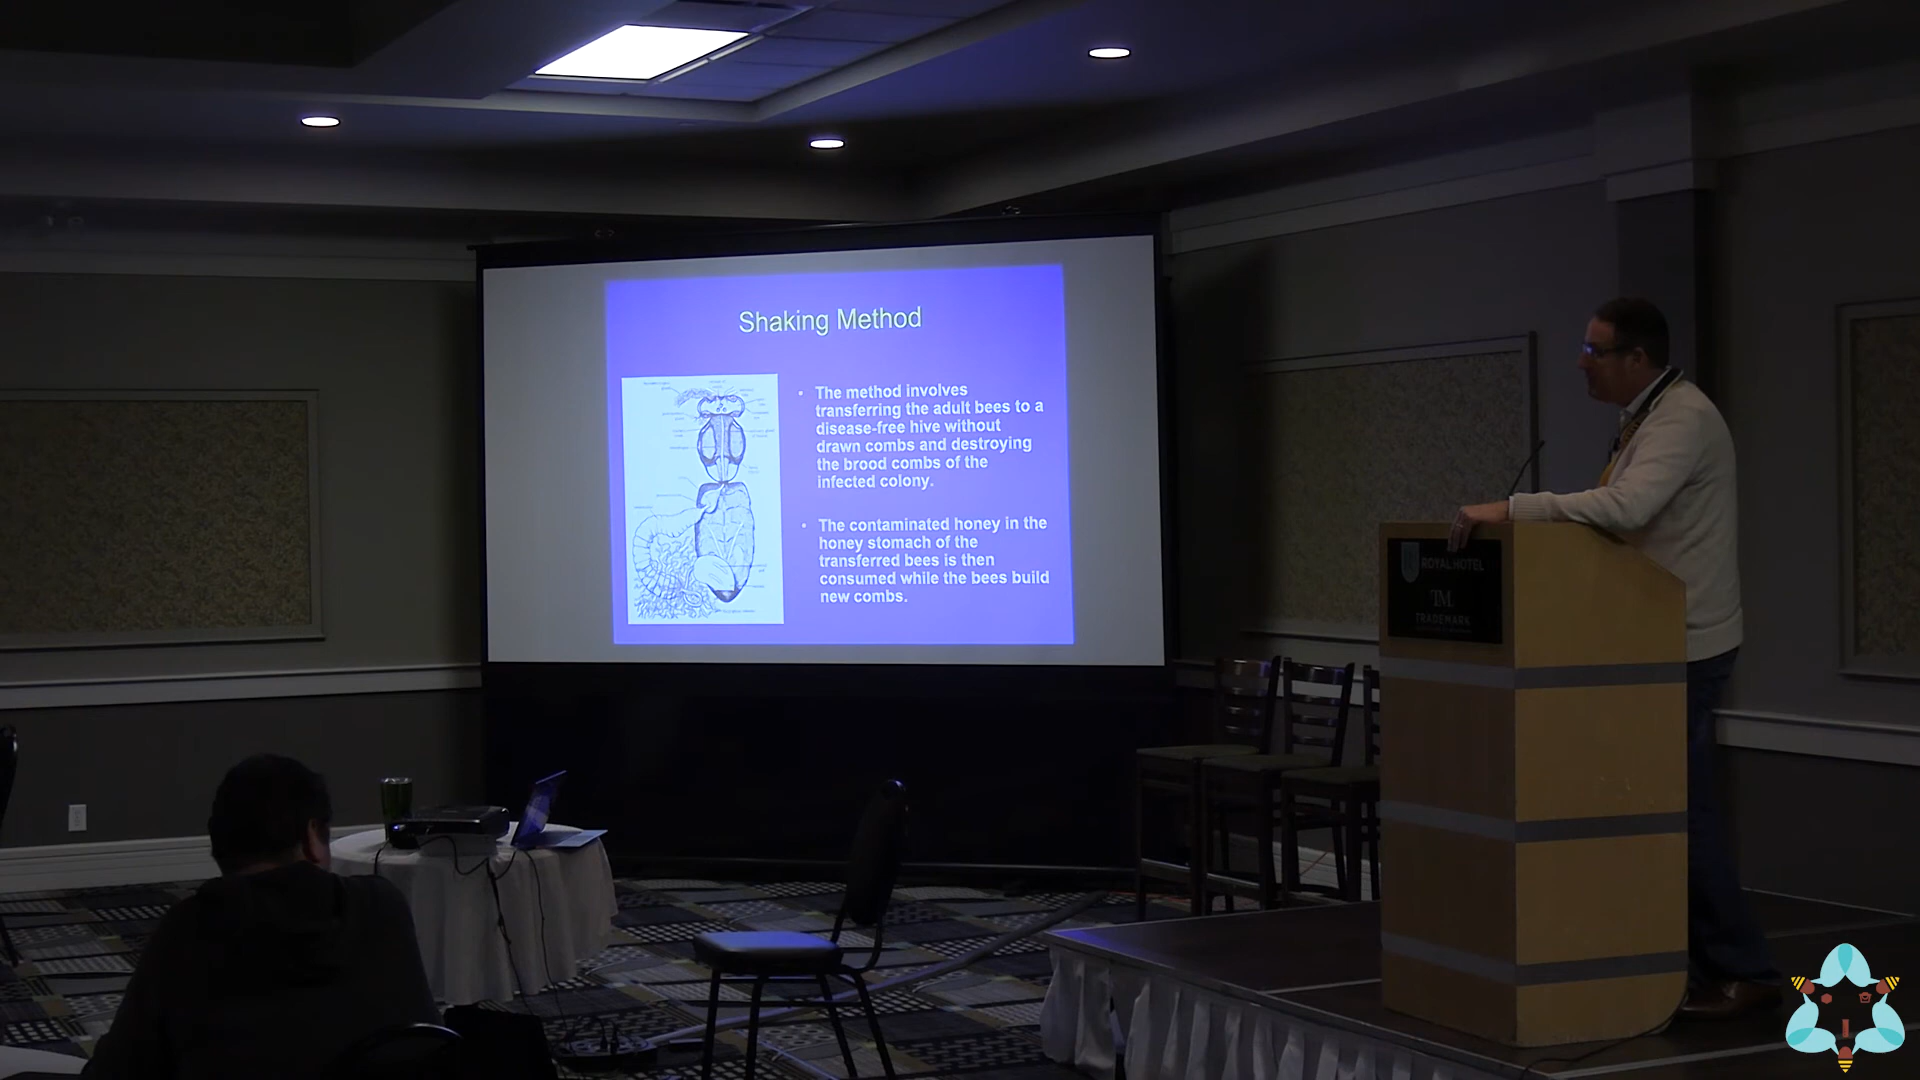 Shaking Method
• The method involves
transferring the adult bees to a
disease-free hive without
drawn combs and destroying
the brood combs of the
infected colony.
• The contaminated honey in the
honey stomach of the
transferred bees is then
consumed while the bees build
new combs.
ROYAL HOTEL
TM.
TRADEMARK